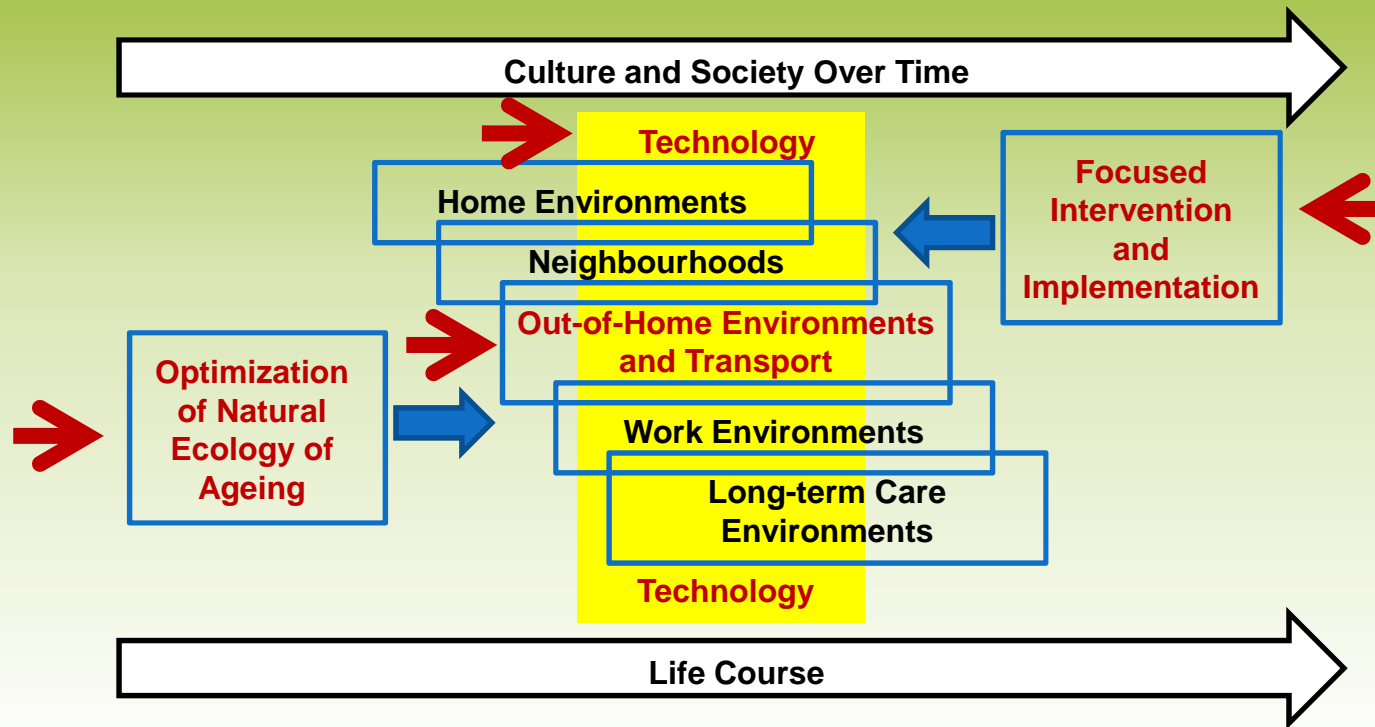 Culture and Society Over Time
Technology
Home Environments
Neighbourhoods
Out-of-Home Environments
and Transport
Work Environments
Long-term Care
Environments
Technology
Focused
Intervention
and
Implementation
Optimization
of Natural
Ecology of
Ageing
Life Course